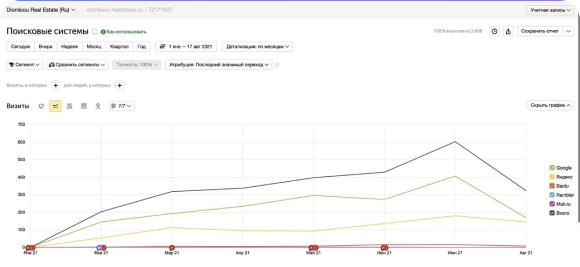 Dionisiou Real Estate (Ru) dionisiou-realestate.ru – 72171697 Учетная запись
Поисковые системы Как использовать 100 % визитов из 2 608 Сохранить отчет
Сегодня Вчера Неделя Месяц Квартал Год 1 янв — 17 авг 2021 Детализация: по месяцам
Сегмент Сравнить сегменты Точность: 100% Атрибуция: Последний значимый переход
Визиты, в которых + для людей, у которых +
Визиты 7/7 Скрыть график
700
600
500
400
300
200
100
0
Янв 21 Фев 21 Мар 21 Апр 21 Май 21 Июн 21 Июл 21 Авг 21
Google
Яндекс
Baidu
Rambler
Mail.ru
Всего